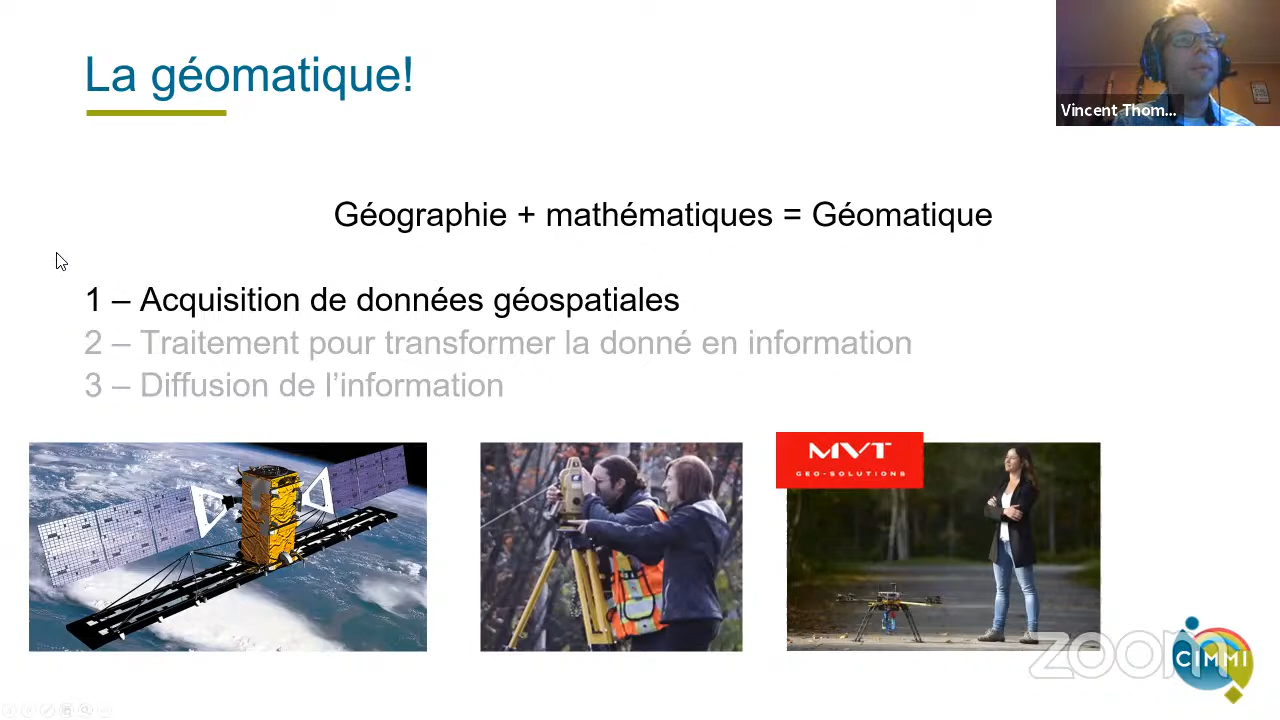 La géomatique!
Vincent Thom...
Géographie + mathématiques = Géomatique
1 – Acquisition de données géospatiales
2 – Traitement pour transformer la donné en information
3 – Diffusion de l’information
MVT
GEO-SOLUTIONS
zoom
CIMMI